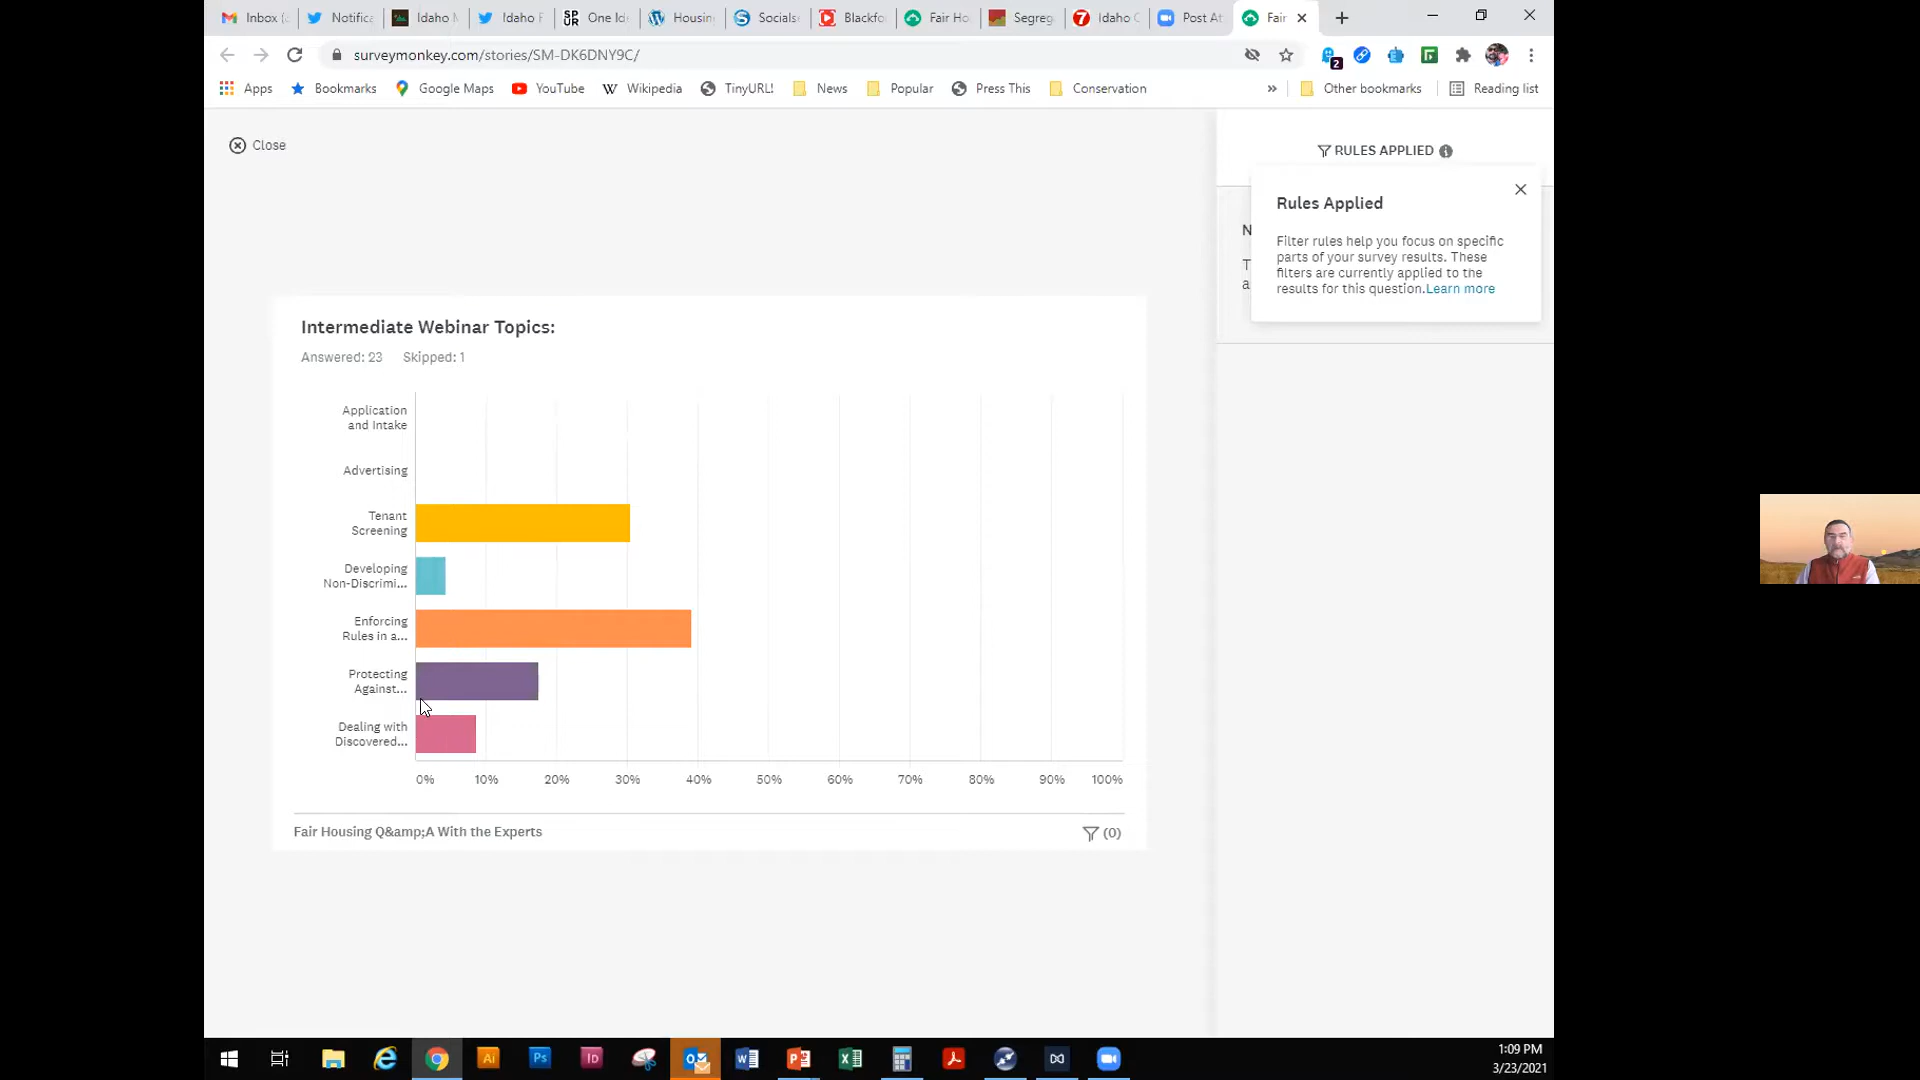 Inbox (
Notifica
Idaho M
Idaho F
SP UR
One Id
Housin
Socials
Blackfo
Fair Ho
Segreg
Idaho C
Post At
Fair
surveymonkey.com/stories/SM-DK6DNY9C/
2
Apps
Bookmarks
Google Maps
YouTube
Wikipedia
TinyURL!
News
Popular
Press This
Conservation
Other bookmarks
Reading list
Close
RULES APPLIED
Rules Applied
Filter rules help you focus on specific
parts of your survey results. These
filters are currently applied to the
results for this question.Learn more
N
T
a
Intermediate Webinar Topics:
Answered: 23 Skipped: 1
Application
and Intake
Advertising
Tenant
Screening
Developing
Non-Discrimi...
Enforcing
Rules in a...
Protecting
Against...
Dealing with
Discovered...
0% 10% 20% 30% 40% 50% 60% 70% 80% 90% 100%
Fair Housing Q&amp;A With the Experts
(0)
1:09 PM
3/23/2021